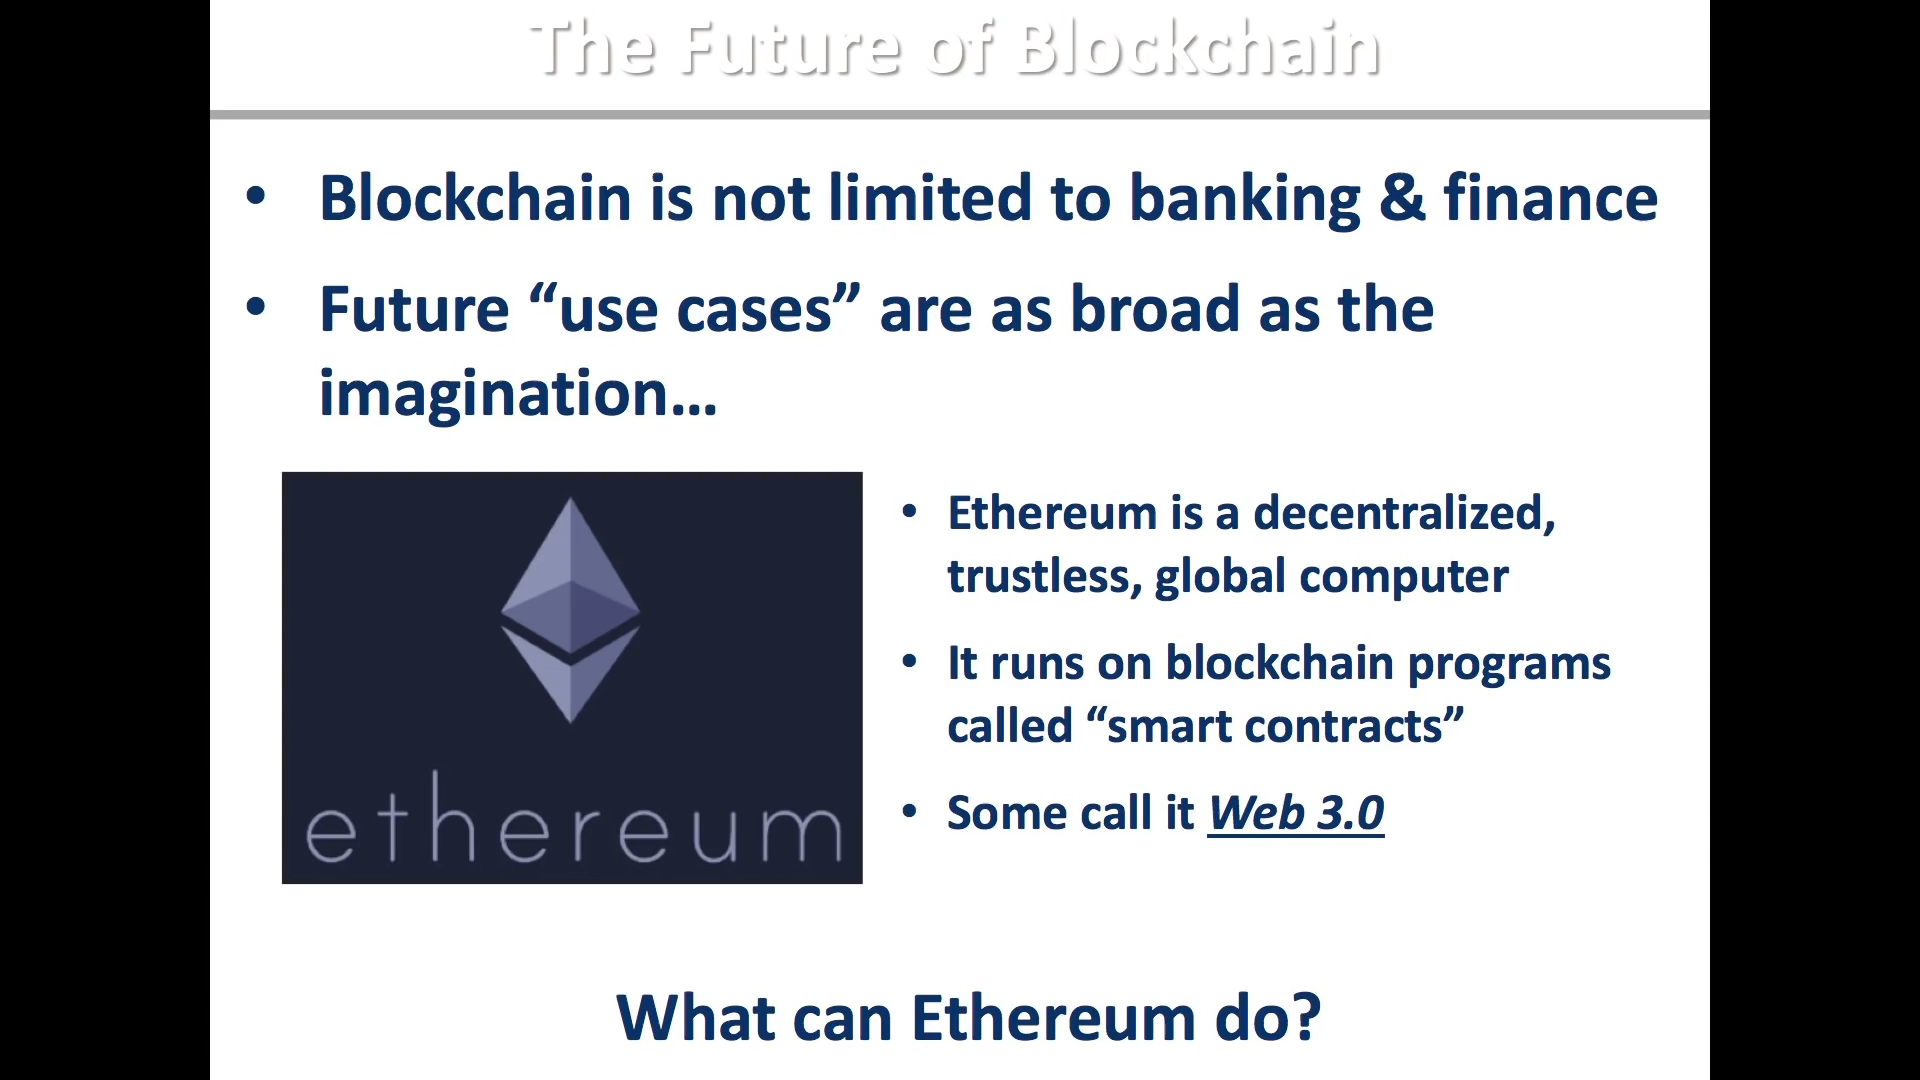 The Future of Blockchain
• Blockchain is not limited to banking & finance
• Future “use cases” are as broad as the
imagination…
ethereum
• Ethereum is a decentralized,
trustless, global computer
• It runs on blockchain programs
called “smart contracts”
• Some call it Web 3.0
What can Ethereum do?